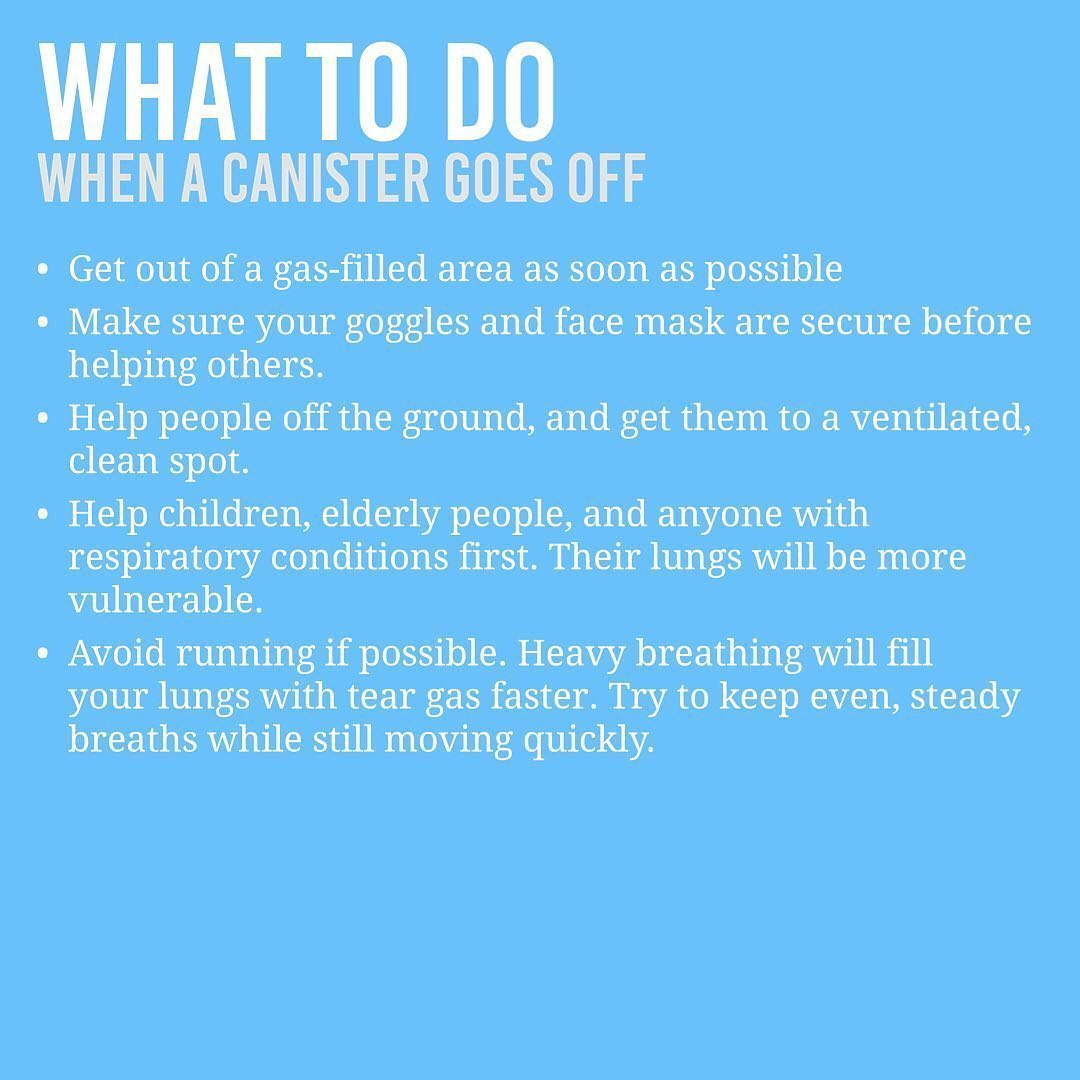 WHAT TO DO
WHEN A CANISTER GOES OFF
• Get out of a gas-filled area as soon as possible
• Make sure your goggles and face mask are secure before
helping others.
• Help people off the ground, and get them to a ventilated,
clean spot.
• Help children, elderly people, and anyone with
respiratory conditions first. Their lungs will be more
vulnerable.
• Avoid running if possible. Heavy breathing will fill
your lungs with tear gas faster. Try to keep even, steady
breaths while still moving quickly.